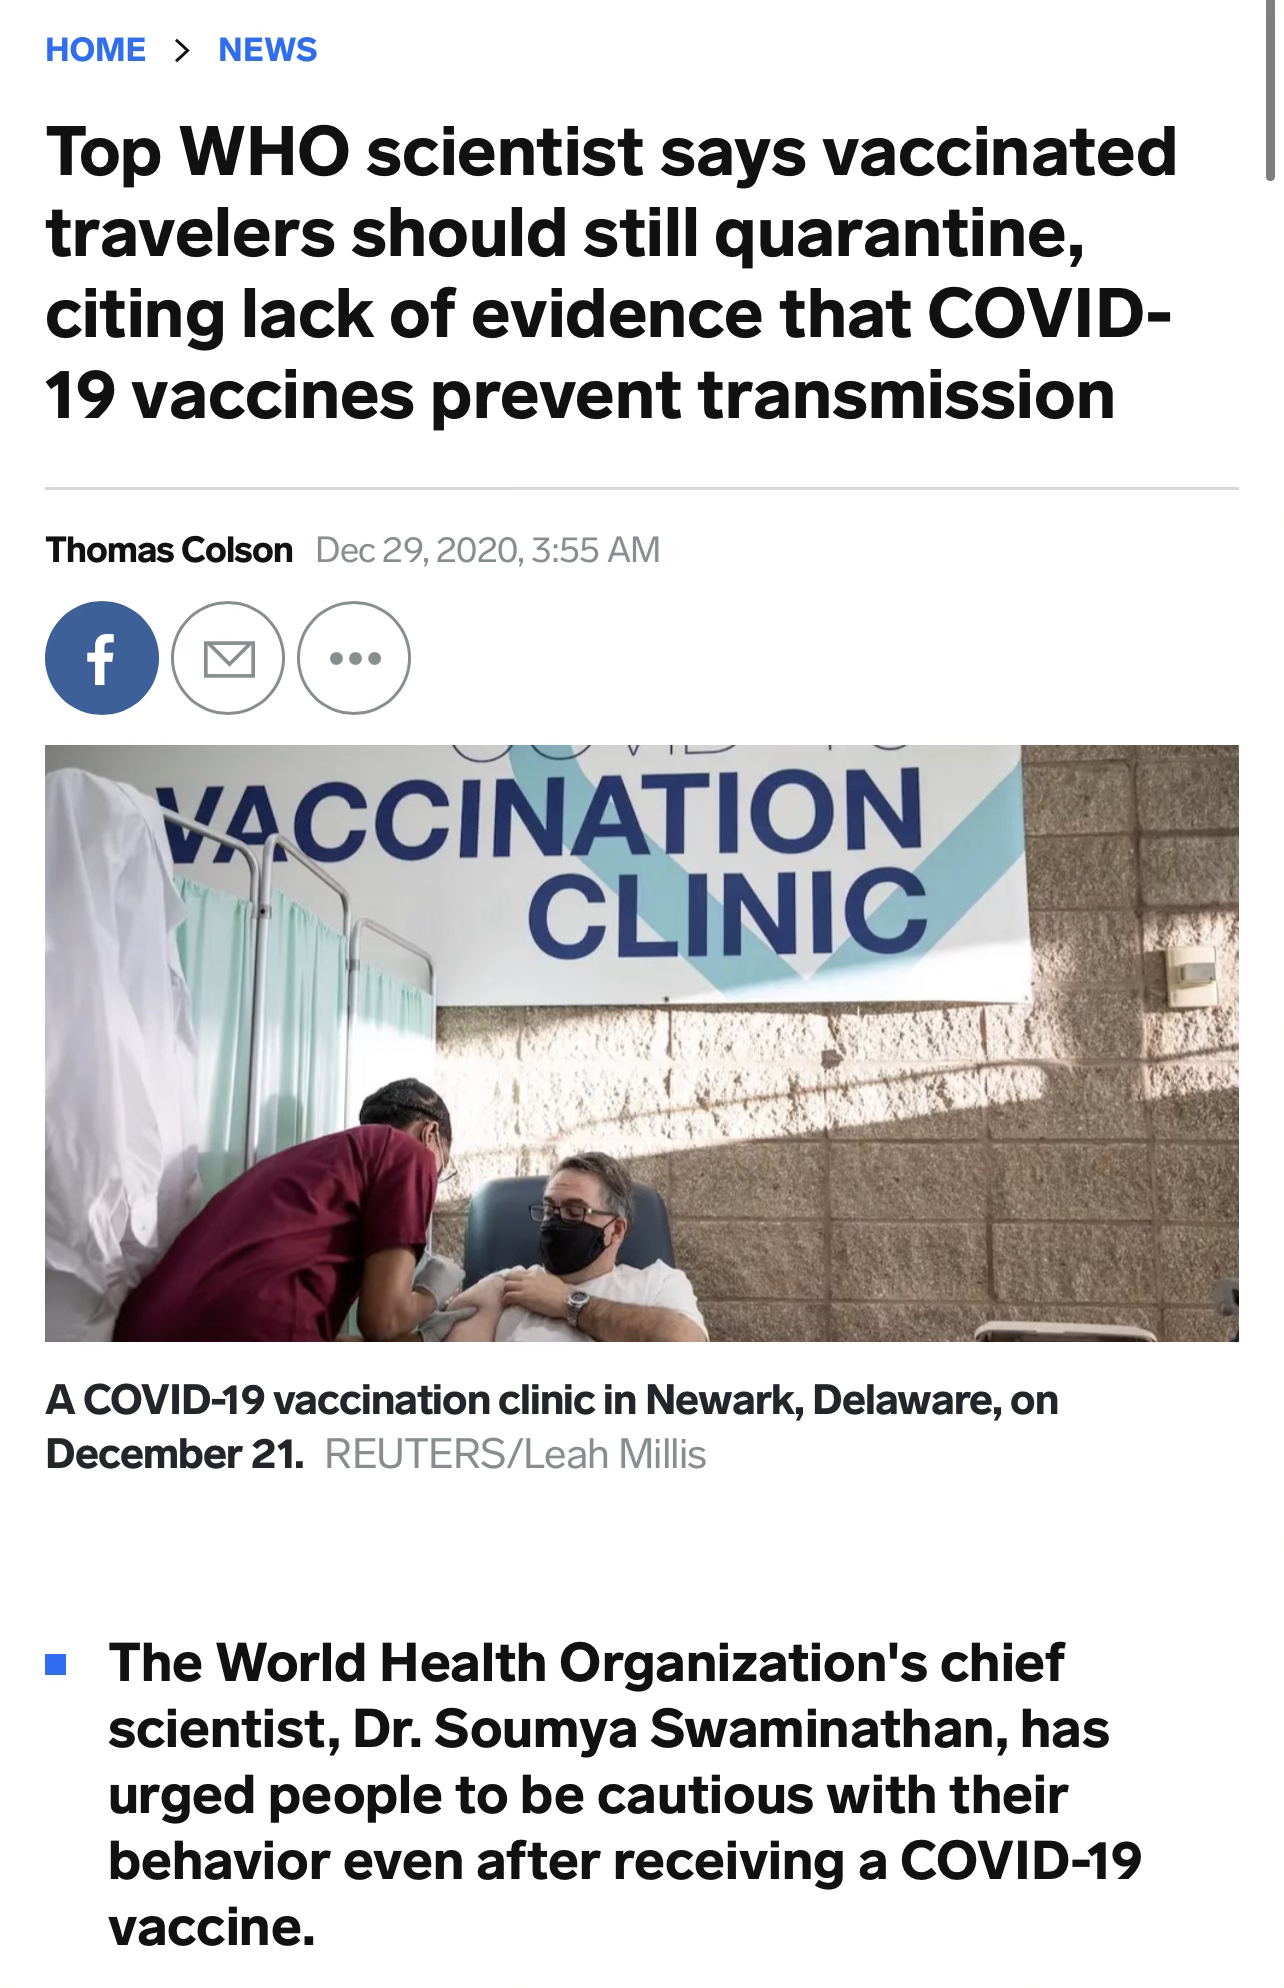 HOME > NEWS
Top WHO scientist says vaccinated
travelers should still quarantine,
citing lack of evidence that COVID-
19 vaccines prevent transmission
Thomas Colson Dec 29, 2020, 3:55 AM
f
VACCINATION
CLINIC
A COVID-19 vaccination clinic in Newark, Delaware, on
December 21. REUTERS/Leah Millis
The World Health Organization's chief
scientist, Dr. Soumya Swaminathan, has
urged people to be cautious with their
behavior even after receiving a COVID-19
vaccine.